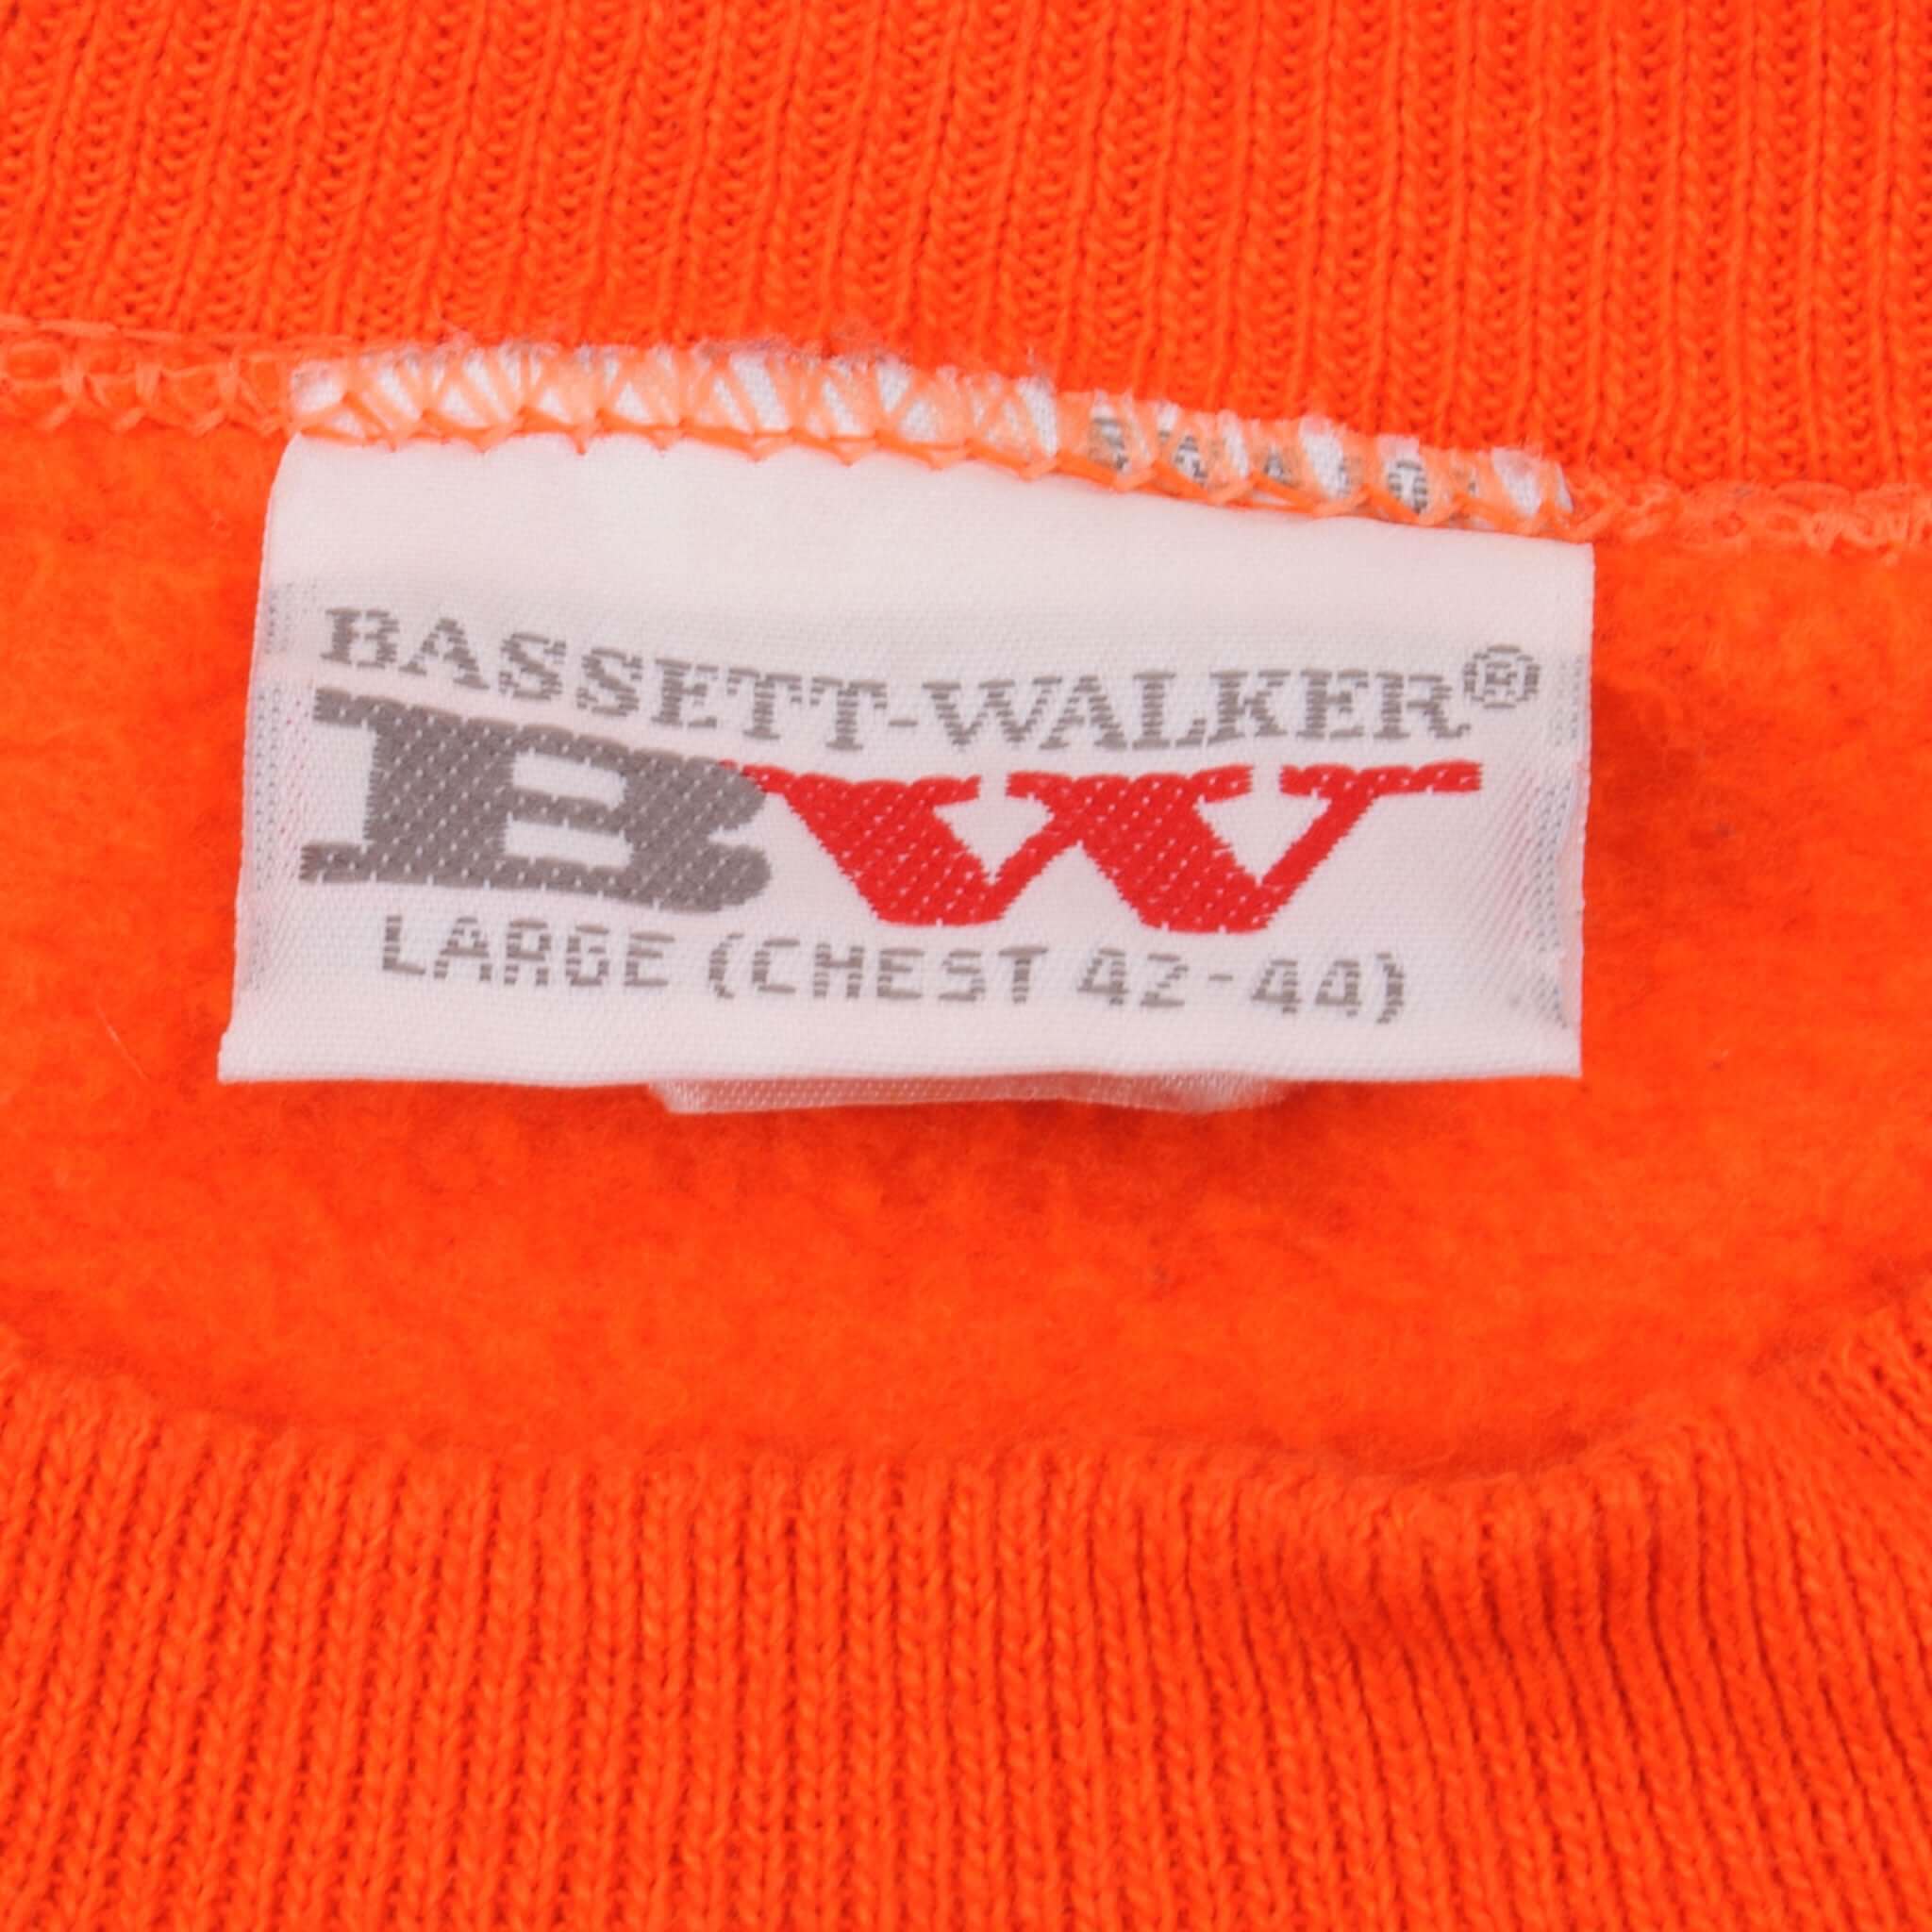 BASSETT-WALKER®
BW
LARGE (CHEST 42-44)